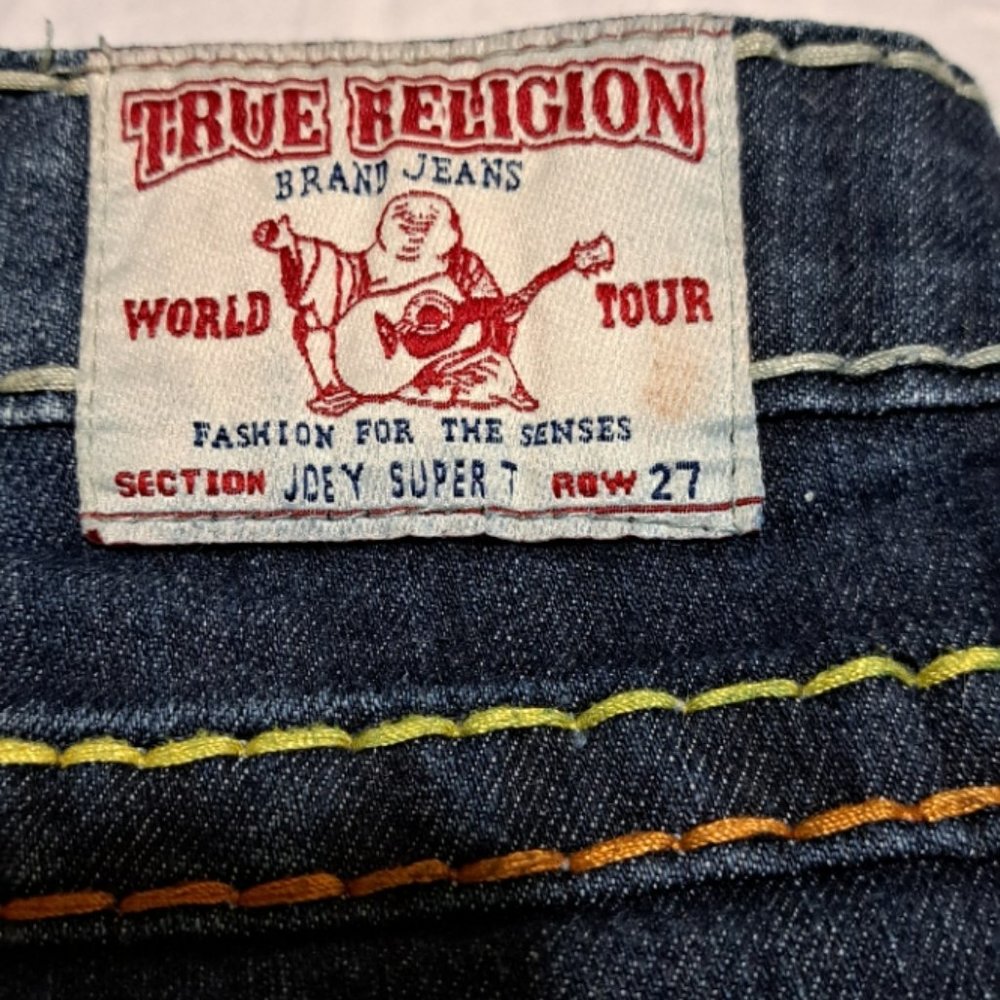 TRUE RELIGION
BRAND JEANS
WORLD TOUR
FASHION FOR THE SENSES
SECTION JOEY SUPER T ROW 27